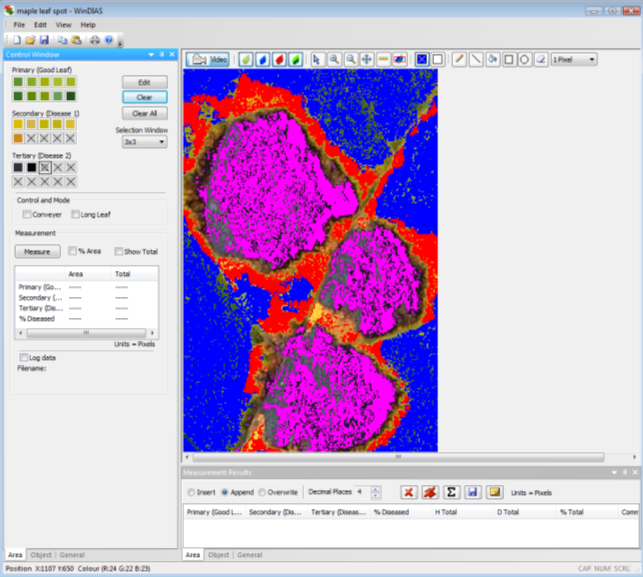 maple leaf spot - WinDIAS
File Edit View Help
Control Window
Primary (Good Leaf)
Edit
Clear
Secondary (Disease 1)
Clear All
Selection Window
3x3
Tertiary (Disease 2)
Control and Mode
Conveyer Long Leaf
Measurement
Measure % Area Show Total
Area Total
Primary (Go... ----- -----
Secondary (... ----- -----
Tertiary (Dis... ----- -----
% Diseased ----- -----
Units = Pixels
Log data
Filename:
Area Object General
Video 1 Pixel
Measurement Results
Insert Append Overwrite Decimal Places 4 Σ Units = Pixels
Primary (Good L... Secondary (Dis... Tertiary (Diseas... % Diseased H Total D Total % Total Comm
Area Object General
Position X:1107 Y:650 Colour (R:24 G:22 B:23) CAP NUM SCRL